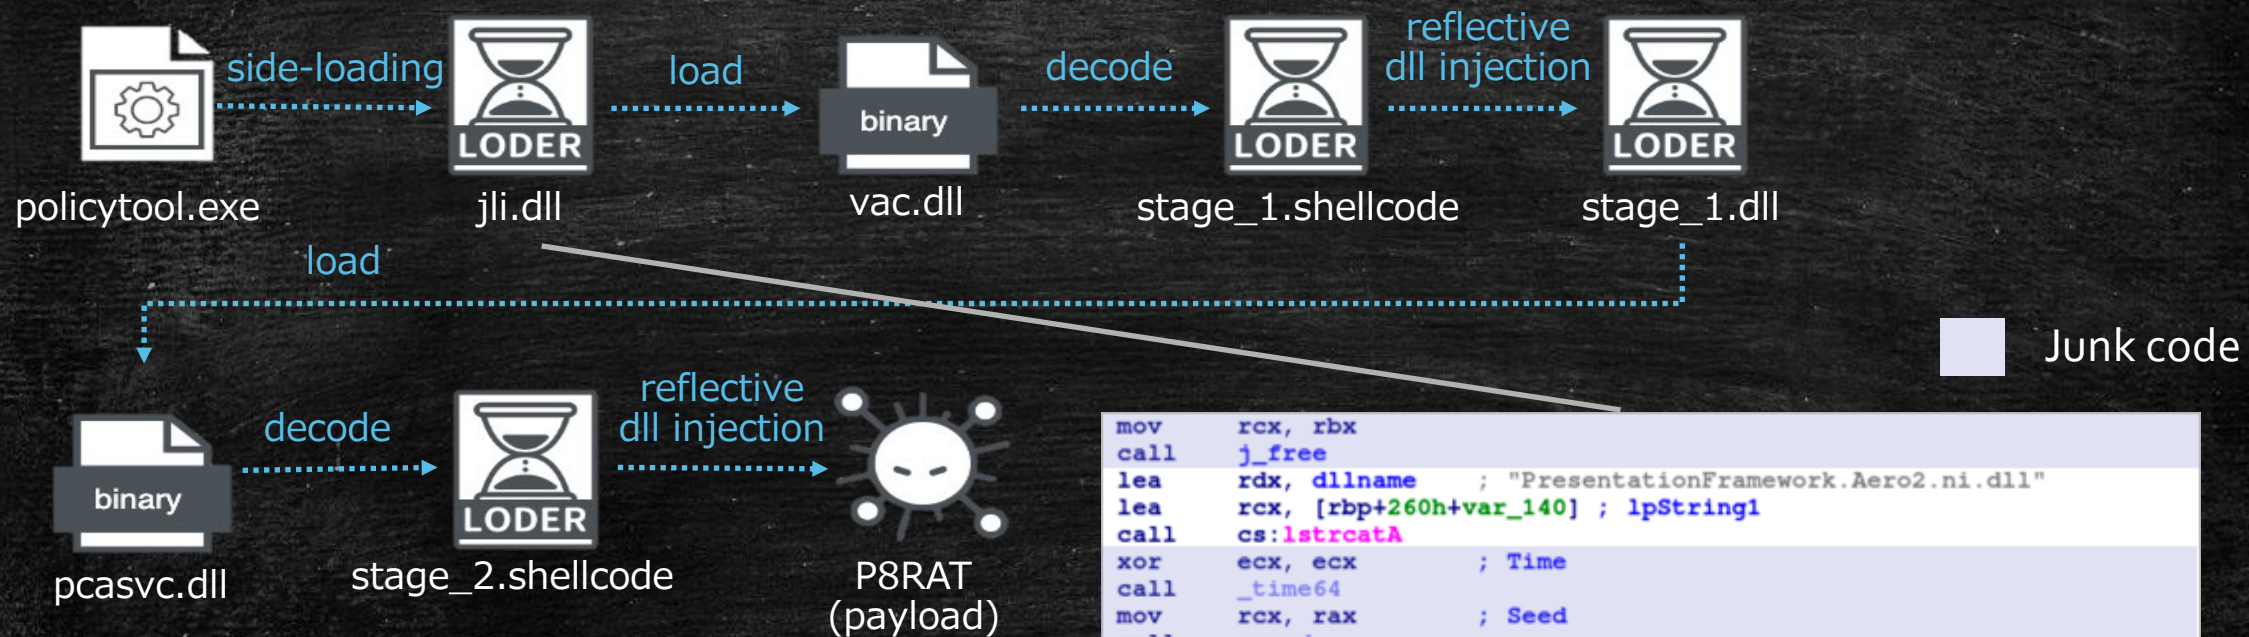 side-loading
load
decode
reflective
dll injection
LODER
binary
LODER
LODER
policytool.exe
jli.dll
vac.dll
stage_1.shellcode
stage_1.dll
load
Junk code
decode
reflective
dll injection
binary
LODER
pcasvc.dll
stage_2.shellcode
P8RAT
(payload)
mov rcx, rbx
call j_free
lea rdx, dllname ; "PresentationFramework.Aero2.ni.dll"
lea rcx, [rbp+260h+var_140] ; lpString1
call cs:lstrcatA
xor ecx, ecx ; Time
call _time64
mov rcx, rax ; Seed